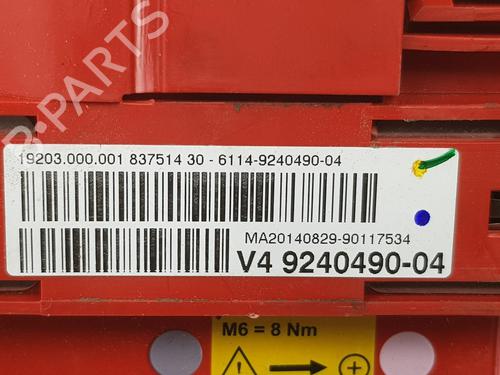 19203.000.001 837514 30 - 6114-9240490-04
MA20140829-90117534
V4 9240490-04
M6 = 8 Nm
B-PARTS